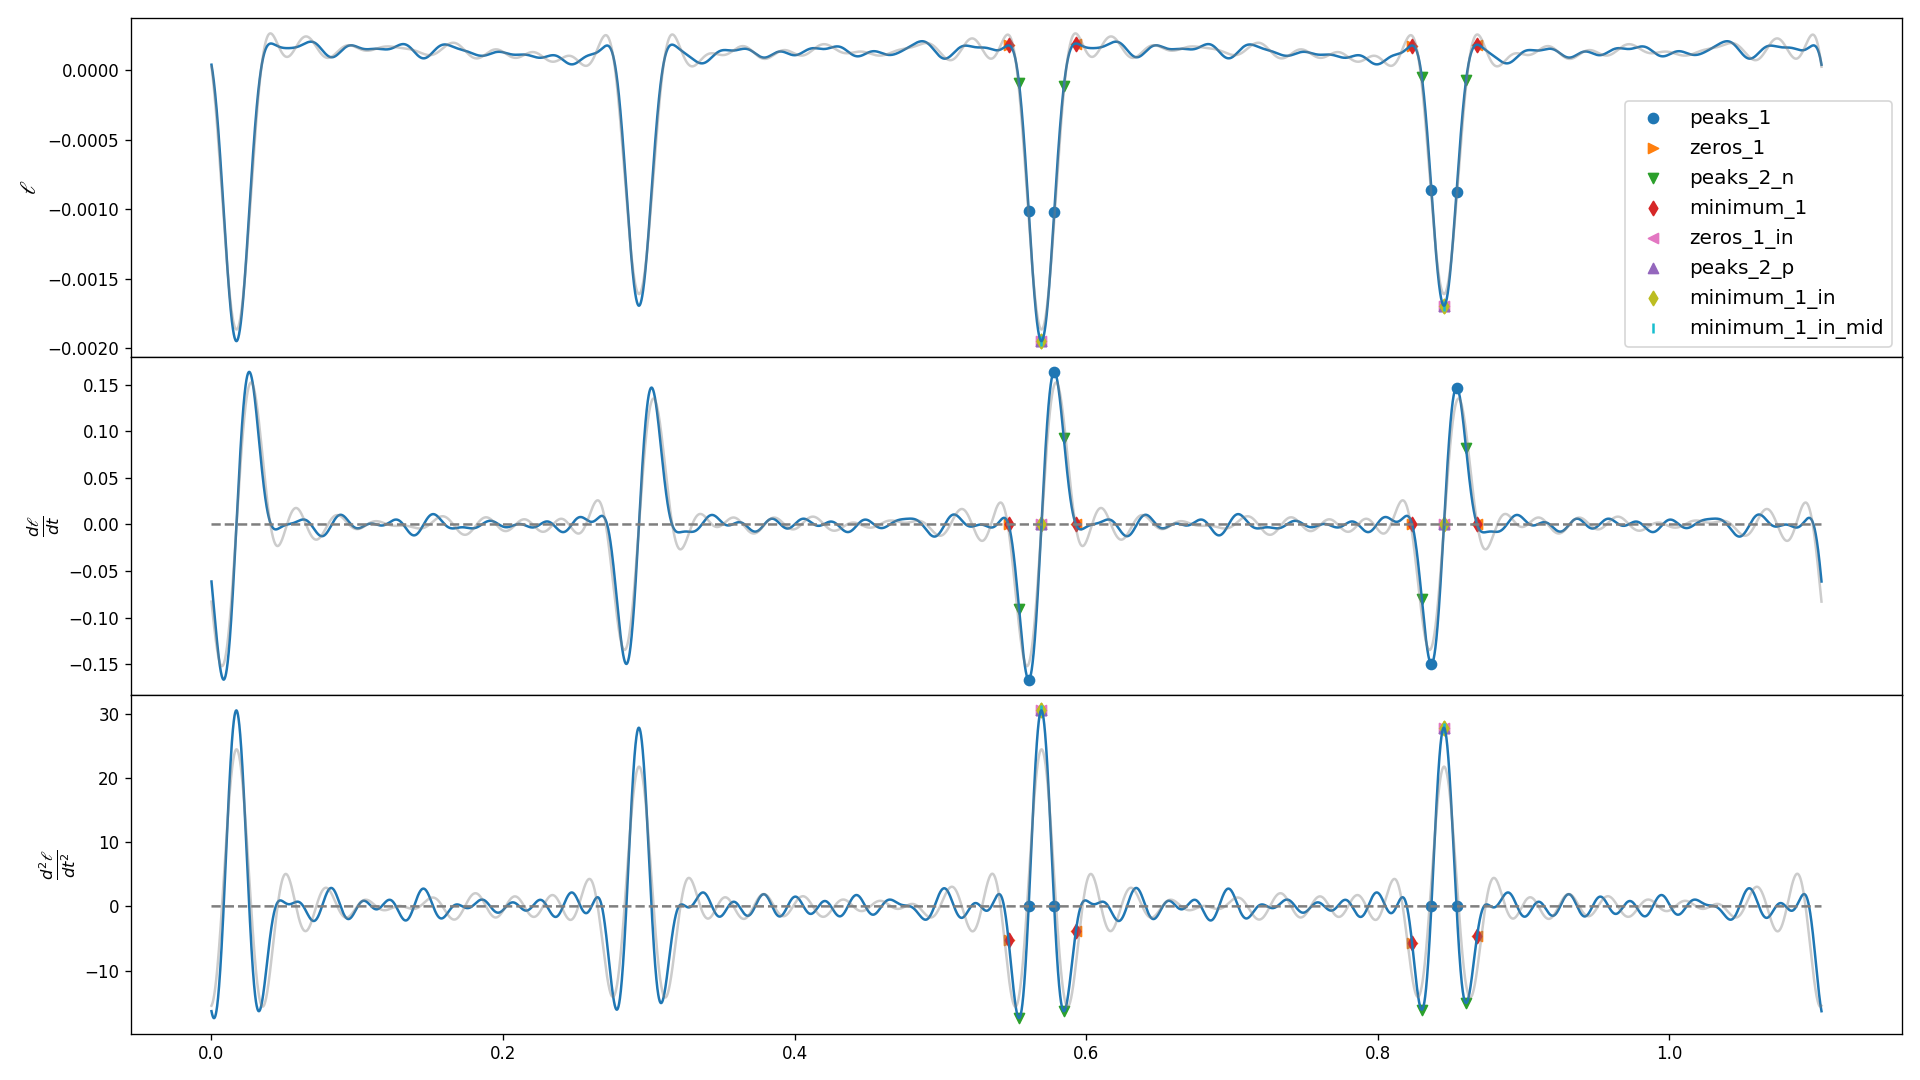 0.0000
−0.0005
−0.0010
−0.0015
−0.0020
ℓ
peaks_1
zeros_1
peaks_2_n
minimum_1
zeros_1_in
peaks_2_p
minimum_1_in
minimum_1_in_mid
0.15
0.10
0.05
0.00
−0.05
−0.10
−0.15
dℓ
dt
30
20
10
0
−10
d²ℓ
dt²
0.0 0.2 0.4 0.6 0.8 1.0